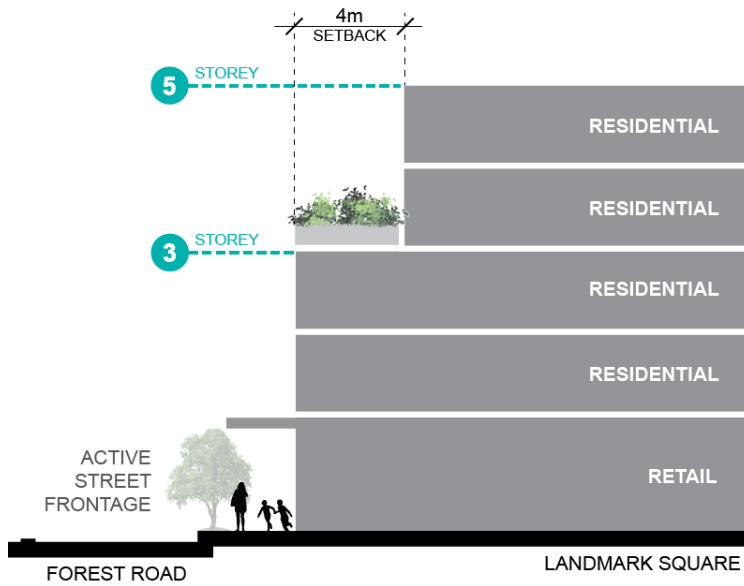 4m
SETBACK
5 STOREY
RESIDENTIAL
RESIDENTIAL
3 STOREY
RESIDENTIAL
RESIDENTIAL
ACTIVE
STREET
FRONTAGE
RETAIL
FOREST ROAD
LANDMARK SQUARE